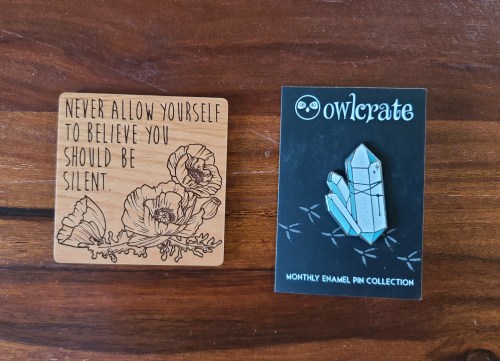 NEVER ALLOW YOURSELF
TO BELIEVE YOU
SHOULD BE
SILENT.
owlcrate
MONTHLY ENAMEL PIN COLLECTION